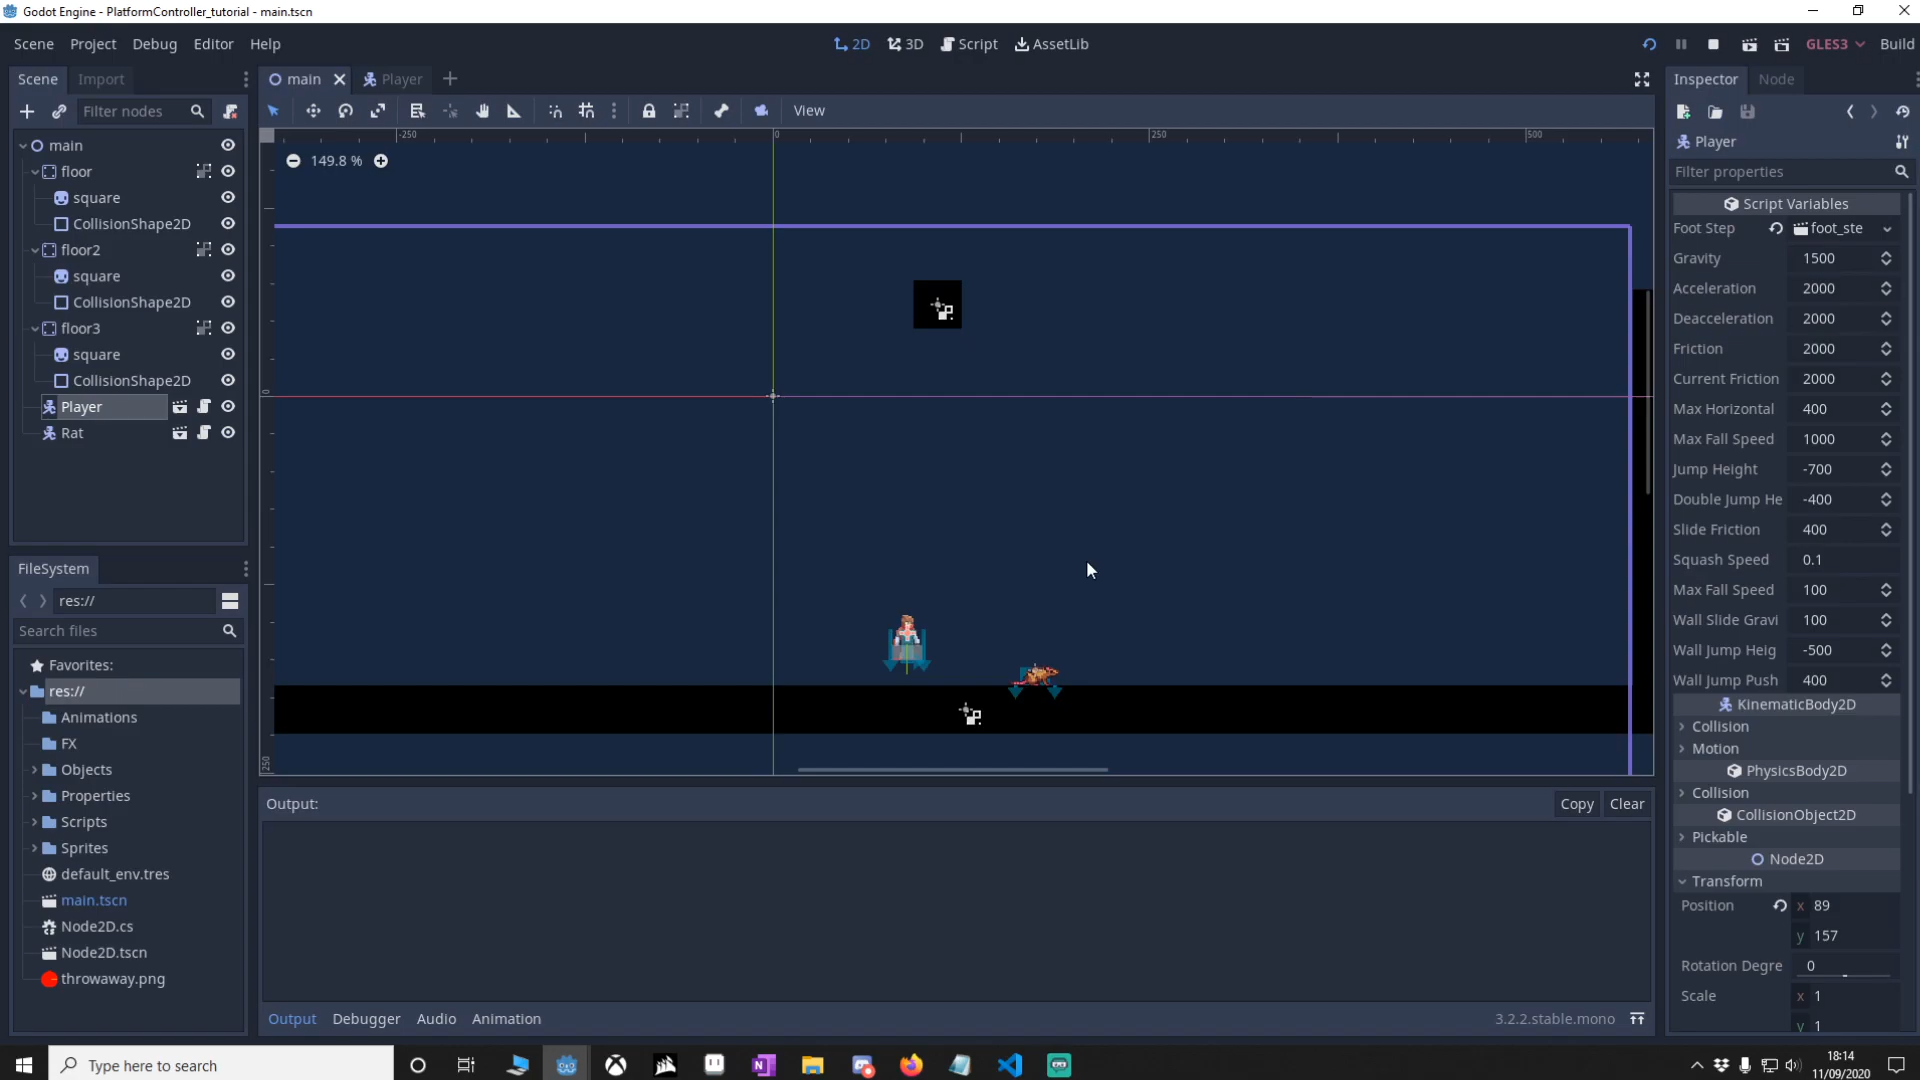 Godot Engine - PlatformController_tutorial - main.tscn
Scene Project Debug Editor Help
2D 3D Script AssetLib
GLES3 Build
Scene Import
main Player
Inspector Node
Filter nodes
View
Player
Filter properties
-250 0 250 500
149.8 %
0
250
main
floor
square
CollisionShape2D
floor2
square
CollisionShape2D
floor3
square
CollisionShape2D
Player
Rat
FileSystem
res://
Search files
Favorites:
res://
Animations
FX
Objects
Properties
Scripts
Sprites
default_env.tres
main.tscn
Node2D.cs
Node2D.tscn
throwaway.png
Output:
Copy Clear
Output Debugger Audio Animation
3.2.2.stable.mono
Script Variables
Foot Step foot_ste
Gravity 1500
Acceleration 2000
Deacceleration 2000
Friction 2000
Current Friction 2000
Max Horizontal 400
Max Fall Speed 1000
Jump Height -700
Double Jump He -400
Slide Friction 400
Squash Speed 0.1
Max Fall Speed 100
Wall Slide Gravi 100
Wall Jump Heig -500
Wall Jump Push 400
KinematicBody2D
Collision
Motion
PhysicsBody2D
Collision
CollisionObject2D
Pickable
Node2D
Transform
Position x 89
y 157
Rotation Degre 0
Scale x 1
y 1
Type here to search
18:14
11/09/2020